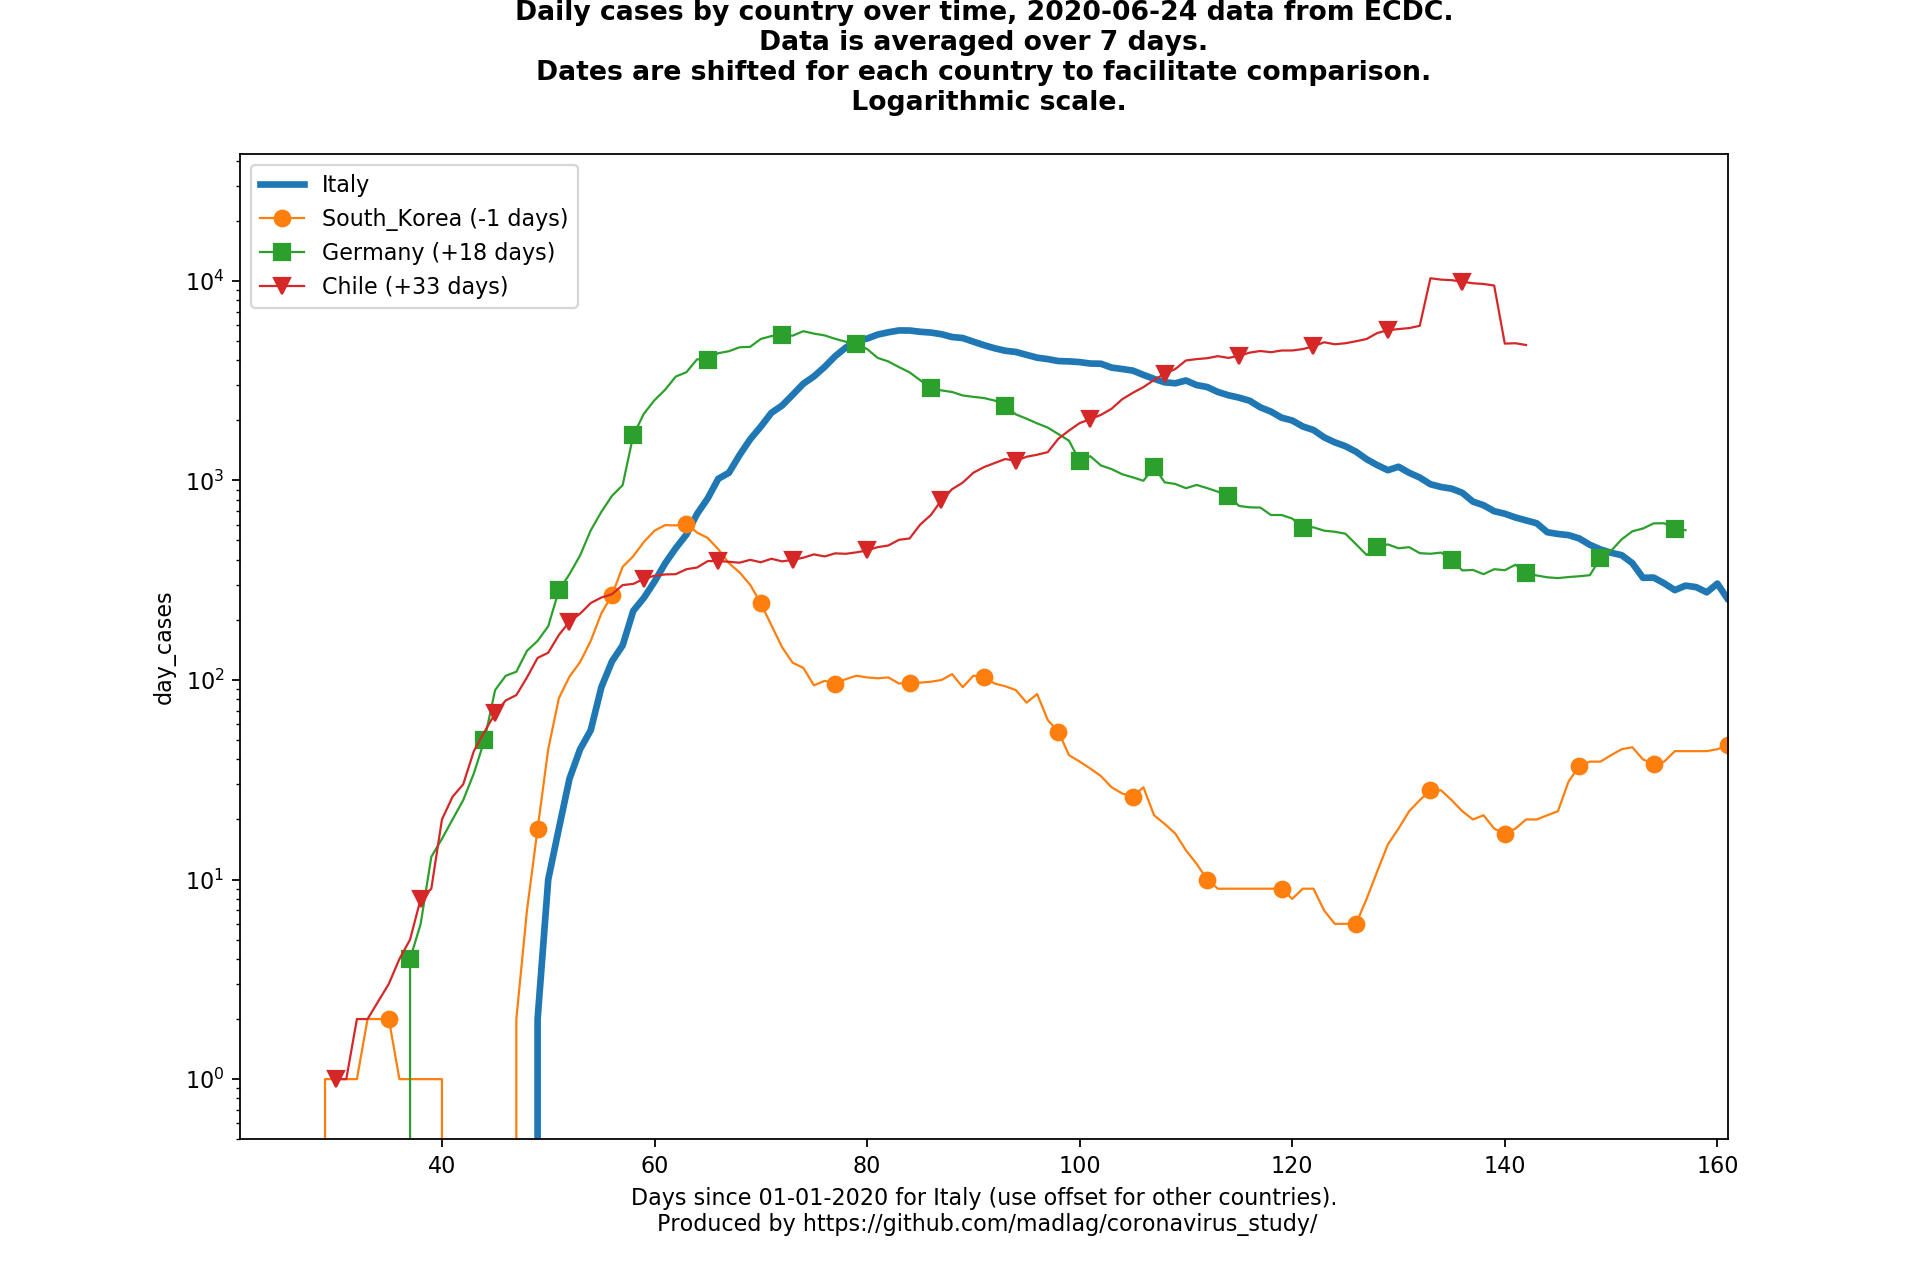 Daily cases by country over time, 2020-06-24 data from ECDC.
Data is averaged over 7 days.
Dates are shifted for each country to facilitate comparison.
Logarithmic scale.
Italy
South_Korea (-1 days)
Germany (+18 days)
Chile (+33 days)
10⁴
10³
10²
10¹
10⁰
day_cases
40 60 80 100 120 140 160
Days since 01-01-2020 for Italy (use offset for other countries).
Produced by https://github.com/madlag/coronavirus_study/